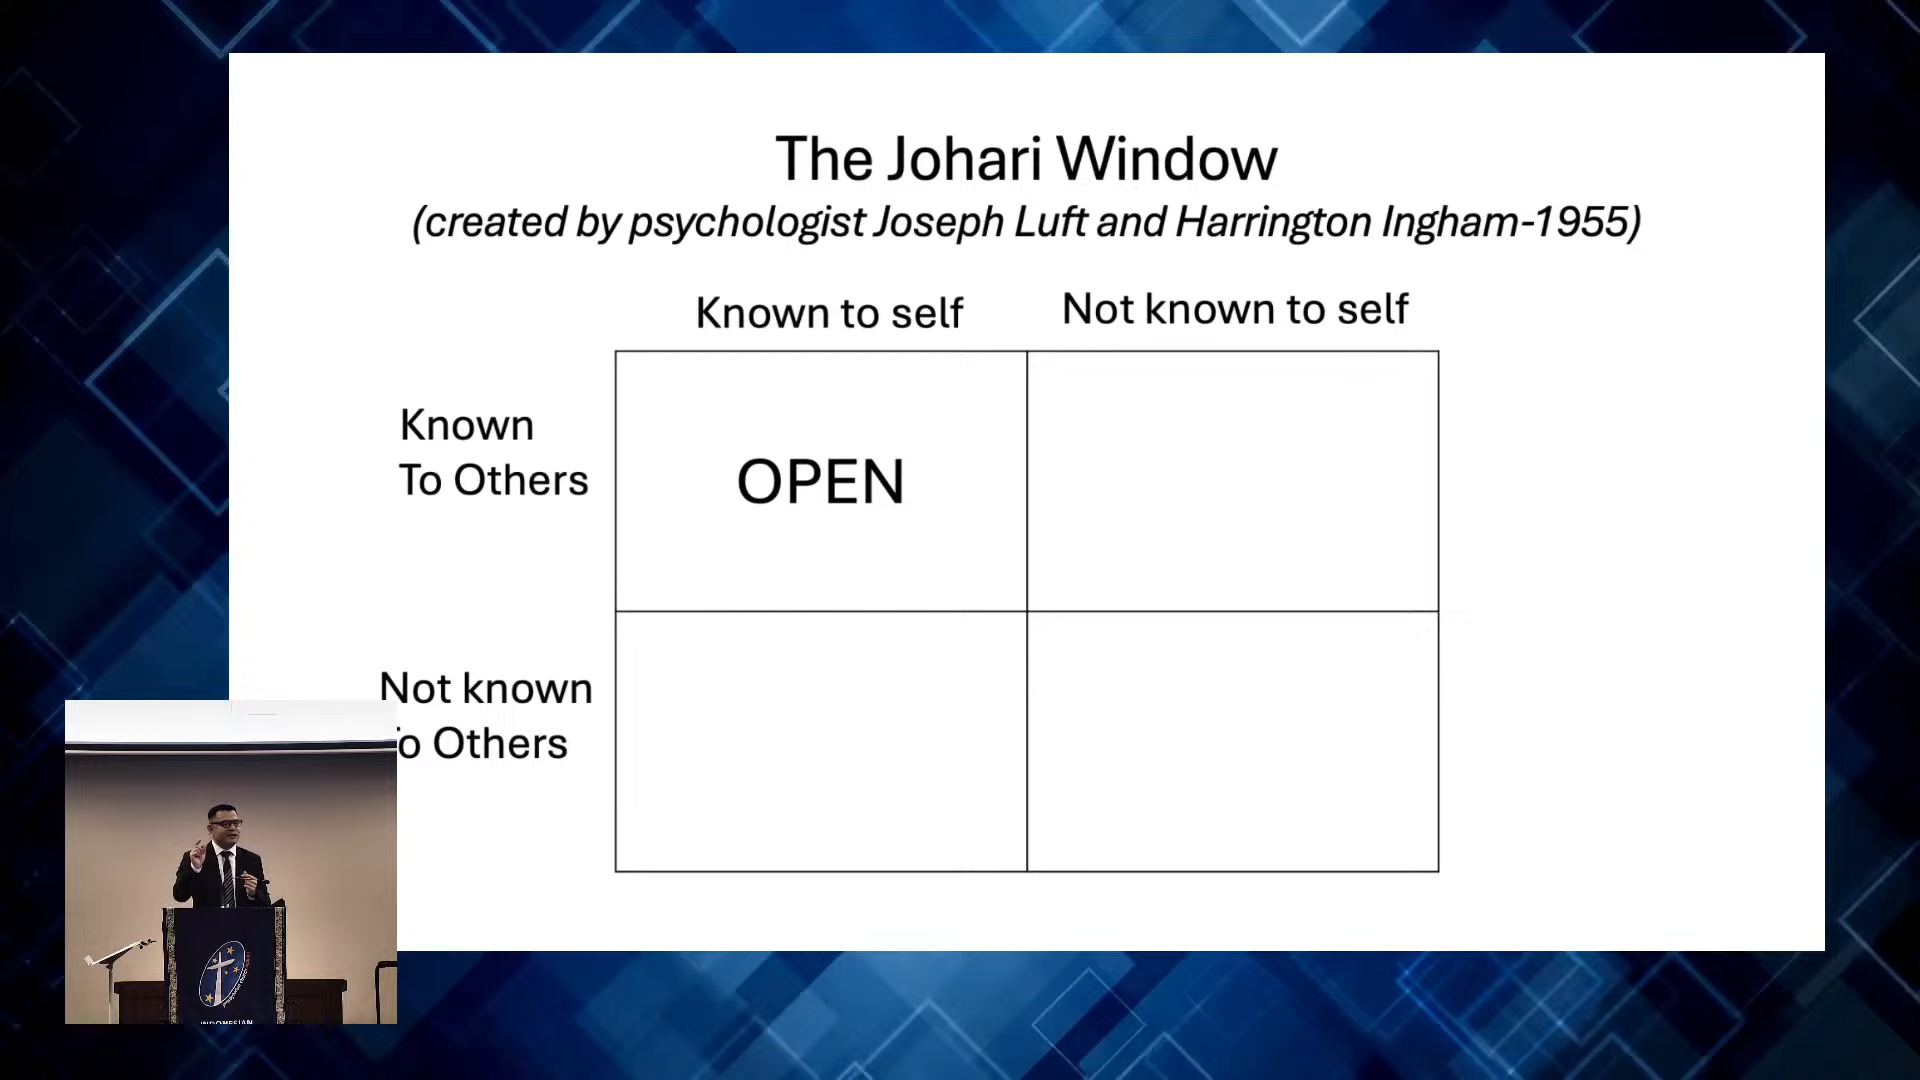 The Johari Window
(created by psychologist Joseph Luft and Harrington Ingham-1955)
Known to self
Not known to self
Known
To Others
OPEN
Not known
o Others
INDONESIAN